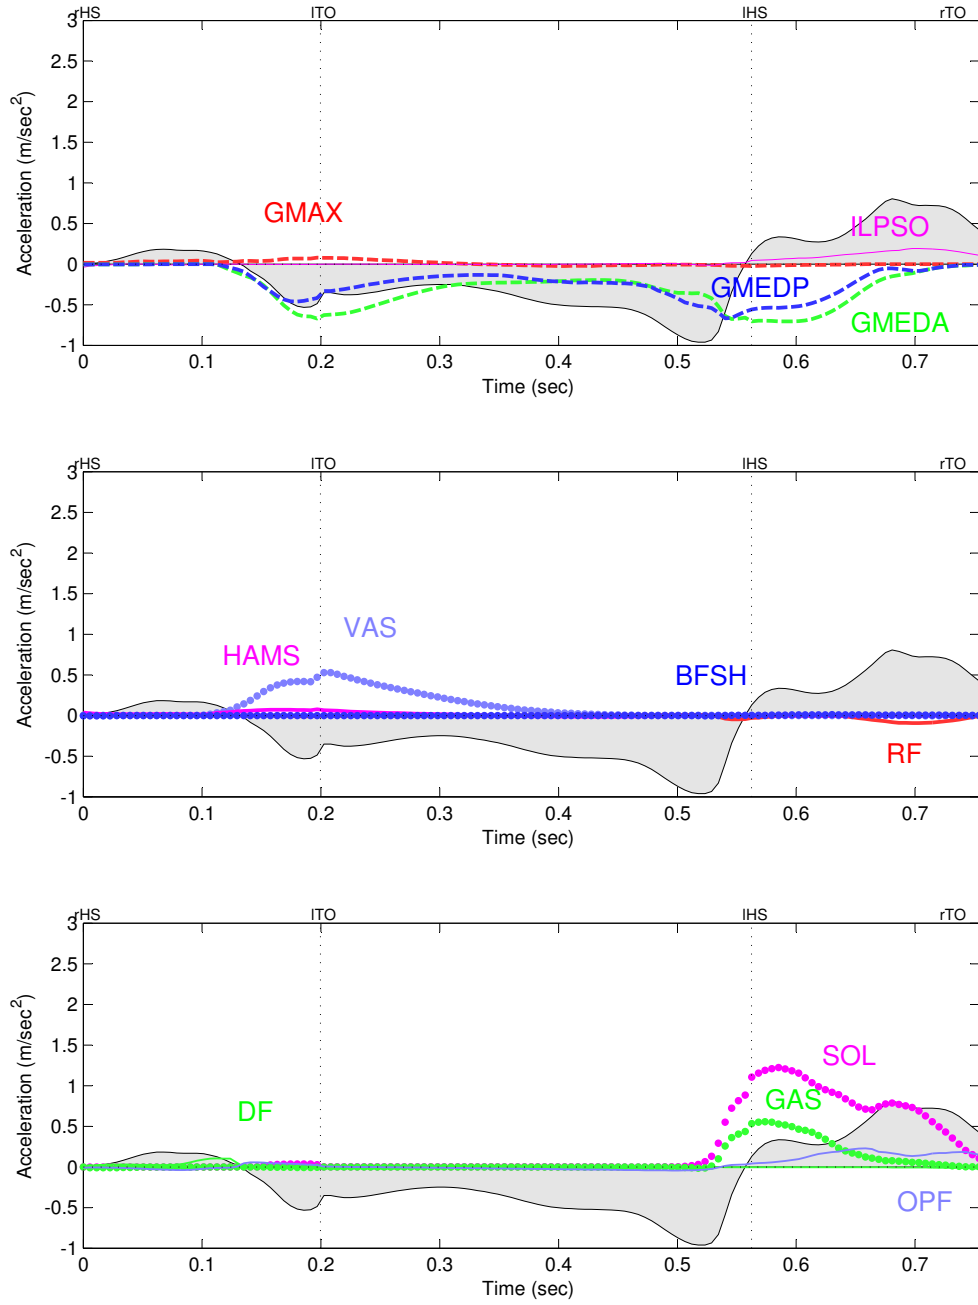 rHS lTO lHS rTO
3
2.5
2
1.5
1
0.5
0
-0.5
-1
Acceleration (m/sec2)
GMAX
ILPSO
GMEDP
GMEDA
0 0.1 0.2 0.3 0.4 0.5 0.6 0.7
Time (sec)
rHS lTO lHS rTO
3
2.5
2
1.5
1
0.5
0
-0.5
-1
Acceleration (m/sec2)
VAS
HAMS
BFSH
RF
0 0.1 0.2 0.3 0.4 0.5 0.6 0.7
Time (sec)
rHS lTO lHS rTO
3
2.5
2
1.5
1
0.5
0
-0.5
-1
Acceleration (m/sec2)
SOL
DF
GAS
OPF
0 0.1 0.2 0.3 0.4 0.5 0.6 0.7
Time (sec)